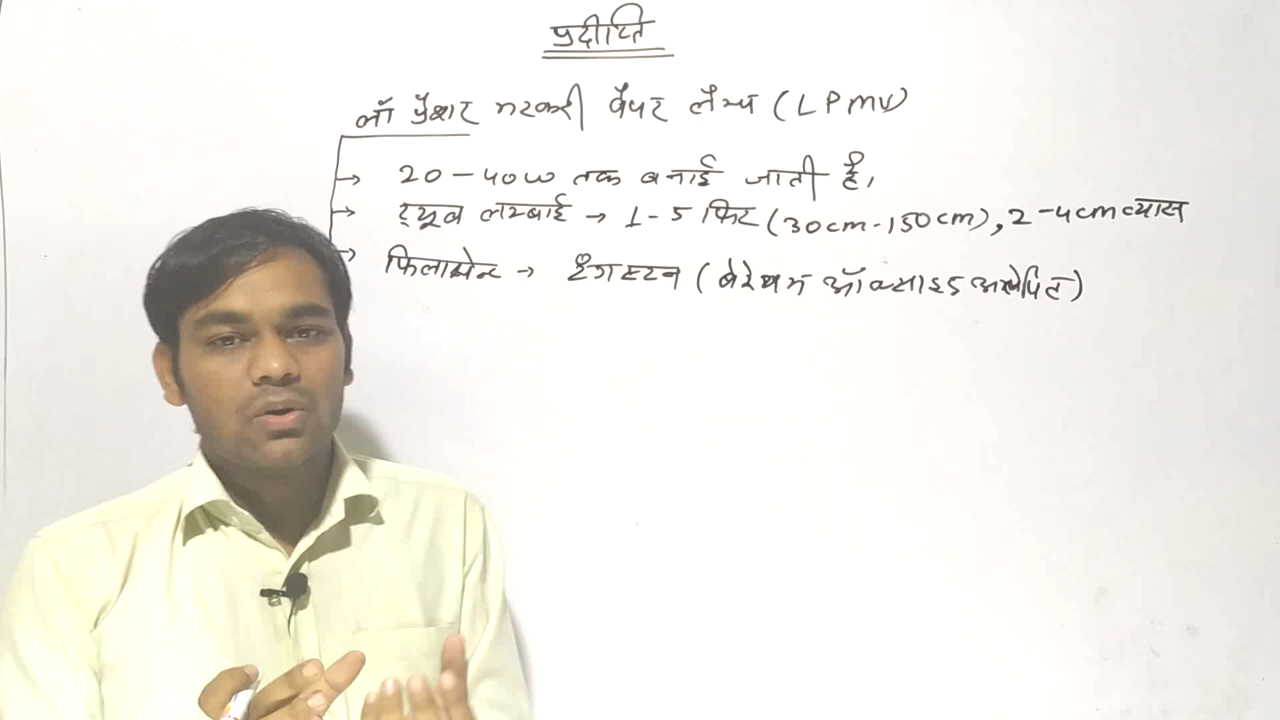 प्रदीप्ति
लॉ प्रैशर मरकरी वैपर लैम्प (LPMV)
20-40W तक बनाई जाती है,
ट्यूब लम्बाई → 1-5 फिट (30cm-150cm), 2-4cm व्यास
फिलामेन्ट → टंगस्टन (बेरियम ऑक्साइड अलेपित)